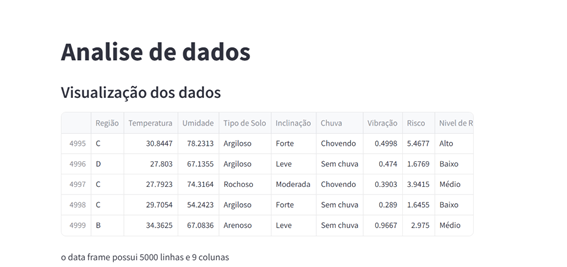 Analise de dados
Visualização dos dados
Região Temperatura Umidade Tipo de Solo Inclinação Chuva Vibração Risco Nivel de R
4995 C 30.8447 78.2313 Argiloso Forte Chovendo 0.4998 5.4677 Alto
4996 D 27.803 67.1355 Argiloso Leve Sem chuva 0.474 1.6769 Baixo
4997 C 27.7923 74.3164 Rochoso Moderada Chovendo 0.3903 3.9415 Médio
4998 C 29.7054 54.2423 Argiloso Forte Sem chuva 0.289 1.6455 Baixo
4999 B 34.3625 67.0836 Arenoso Leve Sem chuva 0.9667 2.975 Médio
o data frame possui 5000 linhas e 9 colunas